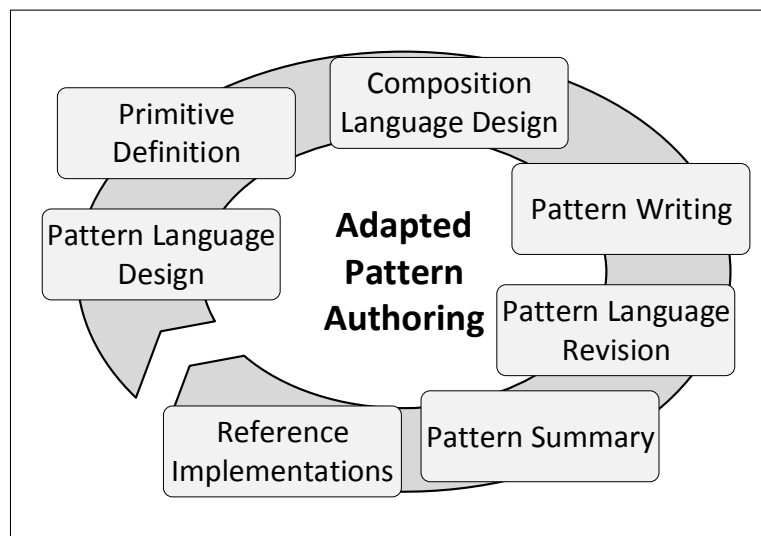 Composition
Language Design
Primitive
Definition
Pattern Writing
Pattern Language
Design
Adapted
Pattern
Authoring
Pattern Language
Revision
Pattern Summary
Reference
Implementations